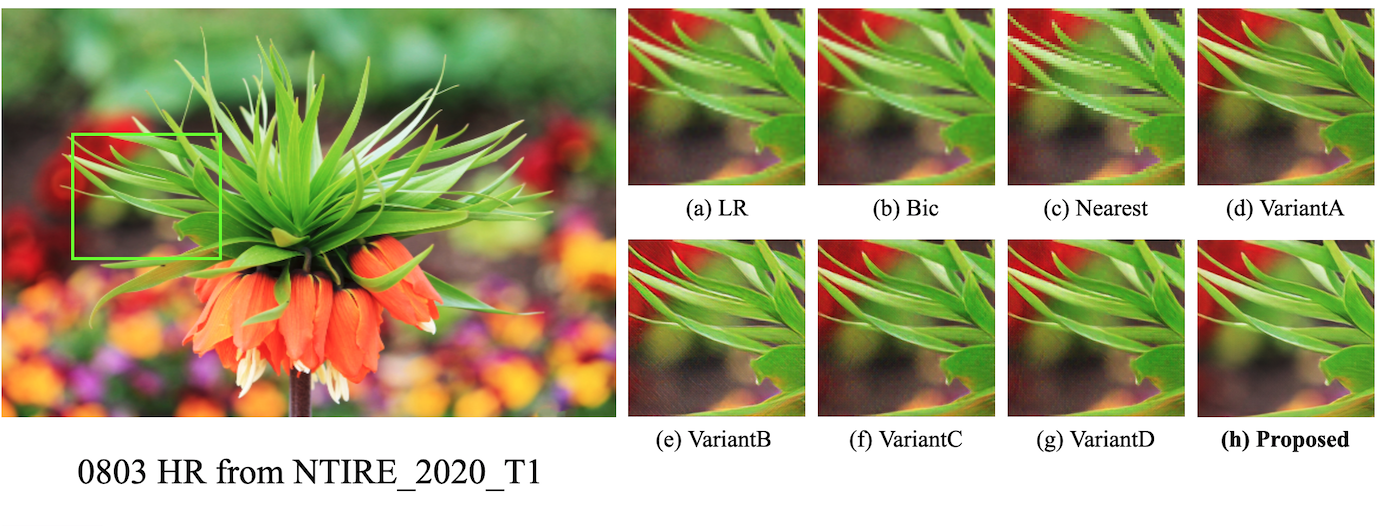 (a) LR
(b) Bic
(c) Nearest
(d) VariantA
(e) VariantB
(f) VariantC
(g) VariantD
(h) Proposed
0803 HR from NTIRE_2020_T1